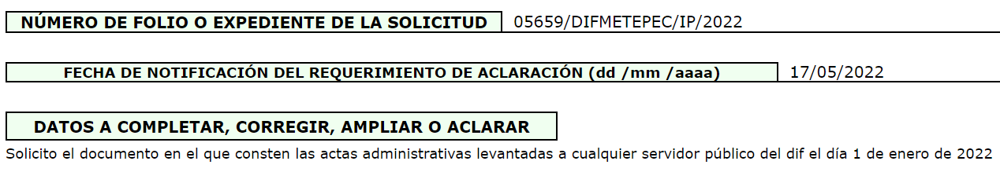 NÚMERO DE FOLIO O EXPEDIENTE DE LA SOLICITUD 05659/DIFMETEPEC/IP/2022
FECHA DE NOTIFICACIÓN DEL REQUERIMIENTO DE ACLARACIÓN (dd /mm /aaaa) 17/05/2022
DATOS A COMPLETAR, CORREGIR, AMPLIAR O ACLARAR
Solicito el documento en el que consten las actas administrativas levantadas a cualquier servidor público del dif el día 1 de enero de 2022